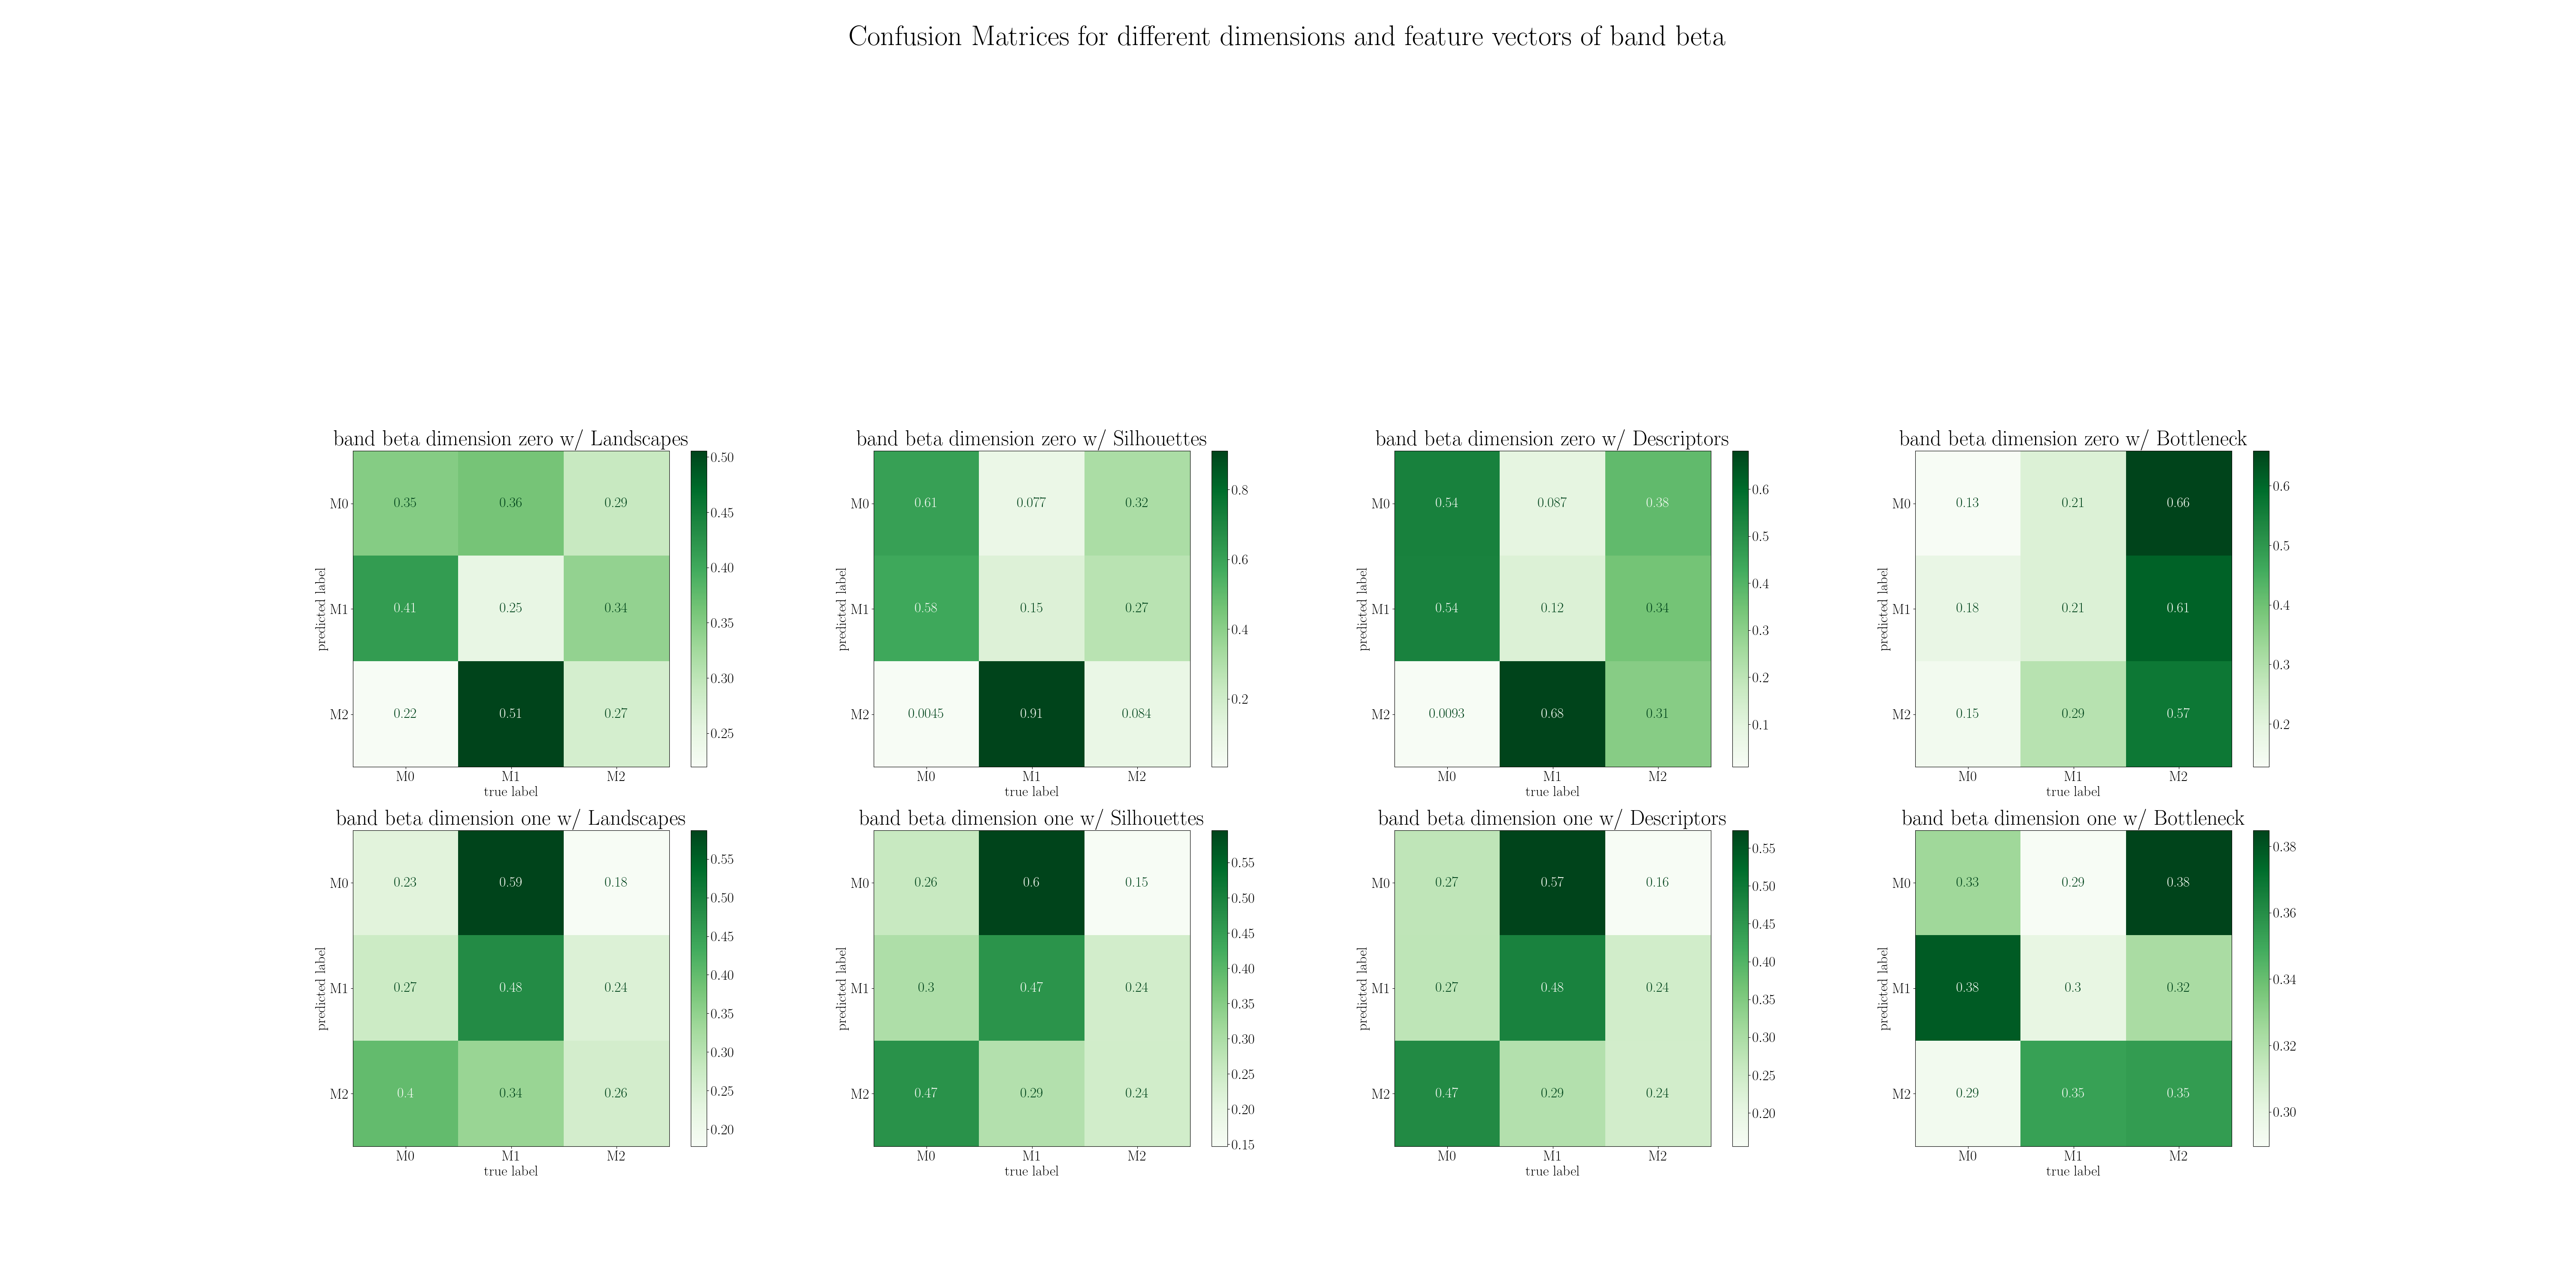 Confusion Matrices for different dimensions and feature vectors of band beta
band beta dimension zero w/ Landscapes
M0 0.35 0.36 0.29
M1 0.41 0.25 0.34
M2 0.22 0.51 0.27
M0 M1 M2
true label
predicted label
0.50
0.45
0.40
0.35
0.30
0.25
band beta dimension zero w/ Silhouettes
M0 0.61 0.077 0.32
M1 0.58 0.15 0.27
M2 0.0045 0.91 0.084
M0 M1 M2
true label
predicted label
0.8
0.6
0.4
0.2
band beta dimension zero w/ Descriptors
M0 0.54 0.087 0.38
M1 0.54 0.12 0.34
M2 0.0093 0.68 0.31
M0 M1 M2
true label
predicted label
0.6
0.5
0.4
0.3
0.2
0.1
band beta dimension zero w/ Bottleneck
M0 0.13 0.21 0.66
M1 0.18 0.21 0.61
M2 0.15 0.29 0.57
M0 M1 M2
true label
predicted label
0.6
0.5
0.4
0.3
0.2
band beta dimension one w/ Landscapes
M0 0.23 0.59 0.18
M1 0.27 0.48 0.24
M2 0.4 0.34 0.26
M0 M1 M2
true label
predicted label
0.55
0.50
0.45
0.40
0.35
0.30
0.25
0.20
band beta dimension one w/ Silhouettes
M0 0.26 0.6 0.15
M1 0.3 0.47 0.24
M2 0.47 0.29 0.24
M0 M1 M2
true label
predicted label
0.55
0.50
0.45
0.40
0.35
0.30
0.25
0.20
0.15
band beta dimension one w/ Descriptors
M0 0.27 0.57 0.16
M1 0.27 0.48 0.24
M2 0.47 0.29 0.24
M0 M1 M2
true label
predicted label
0.55
0.50
0.45
0.40
0.35
0.30
0.25
0.20
band beta dimension one w/ Bottleneck
M0 0.33 0.29 0.38
M1 0.38 0.3 0.32
M2 0.29 0.35 0.35
M0 M1 M2
true label
predicted label
0.38
0.36
0.34
0.32
0.30